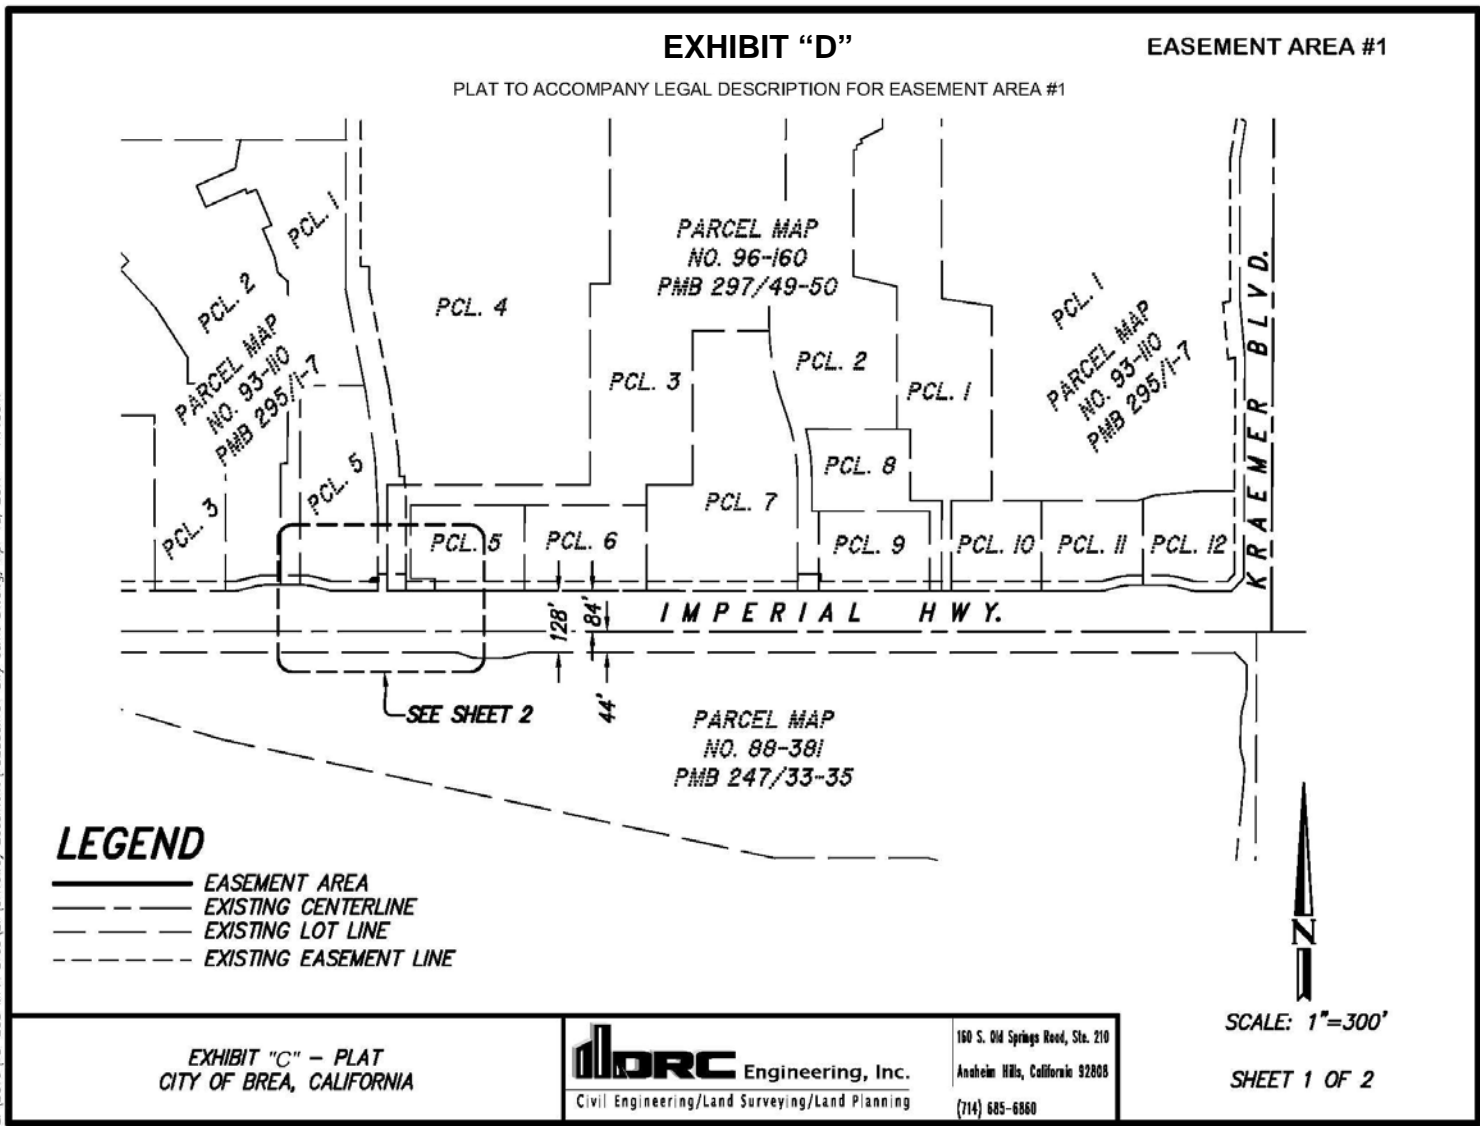 EXHIBIT “D”
EASEMENT AREA #1
PLAT TO ACCOMPANY LEGAL DESCRIPTION FOR EASEMENT AREA #1
PCL. 1
PCL. 2
PARCEL MAP
NO. 93-110
PMB 295/1-7
PCL. 3
PCL. 5
PCL. 4
PARCEL MAP
NO. 96-160
PMB 297/49-50
PCL. 3
PCL. 2
PCL. 1
PCL. 1
PARCEL MAP
NO. 93-110
PMB 295/1-7
KRAEMER BLVD.
PCL. 8
PCL. 7
PCL. 5
PCL. 6
PCL. 9
PCL. 10
PCL. 11
PCL. 12
128'
84'
44'
IMPERIAL HWY.
SEE SHEET 2
PARCEL MAP
NO. 88-381
PMB 247/33-35
LEGEND
EASEMENT AREA
EXISTING CENTERLINE
EXISTING LOT LINE
EXISTING EASEMENT LINE
N
SCALE: 1"=300'
SHEET 1 OF 2
EXHIBIT "C" - PLAT
CITY OF BREA, CALIFORNIA
DRC Engineering, Inc.
Civil Engineering/Land Surveying/Land Planning
160 S. Old Springs Road, Ste. 210
Anaheim Hills, California 92808
(714) 685-6860